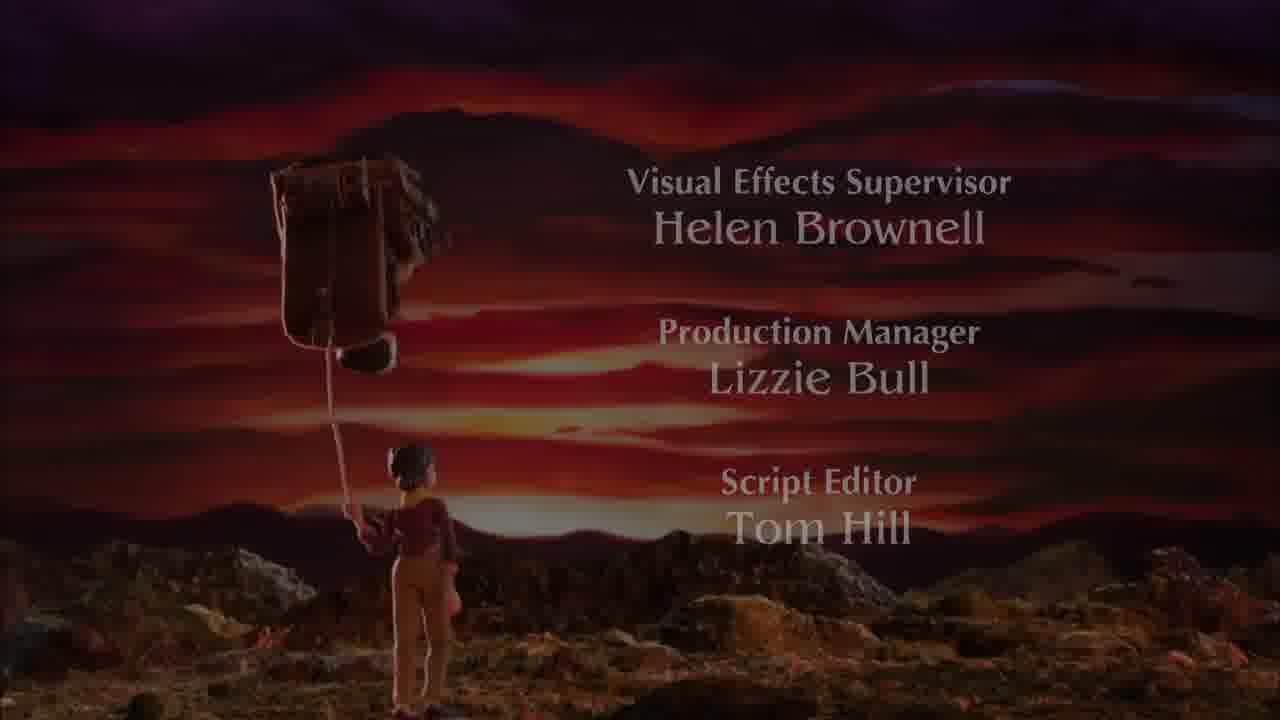 Visual Effects Supervisor
Helen Brownell
Production Manager
Lizzie Bull
Script Editor
Tom Hill